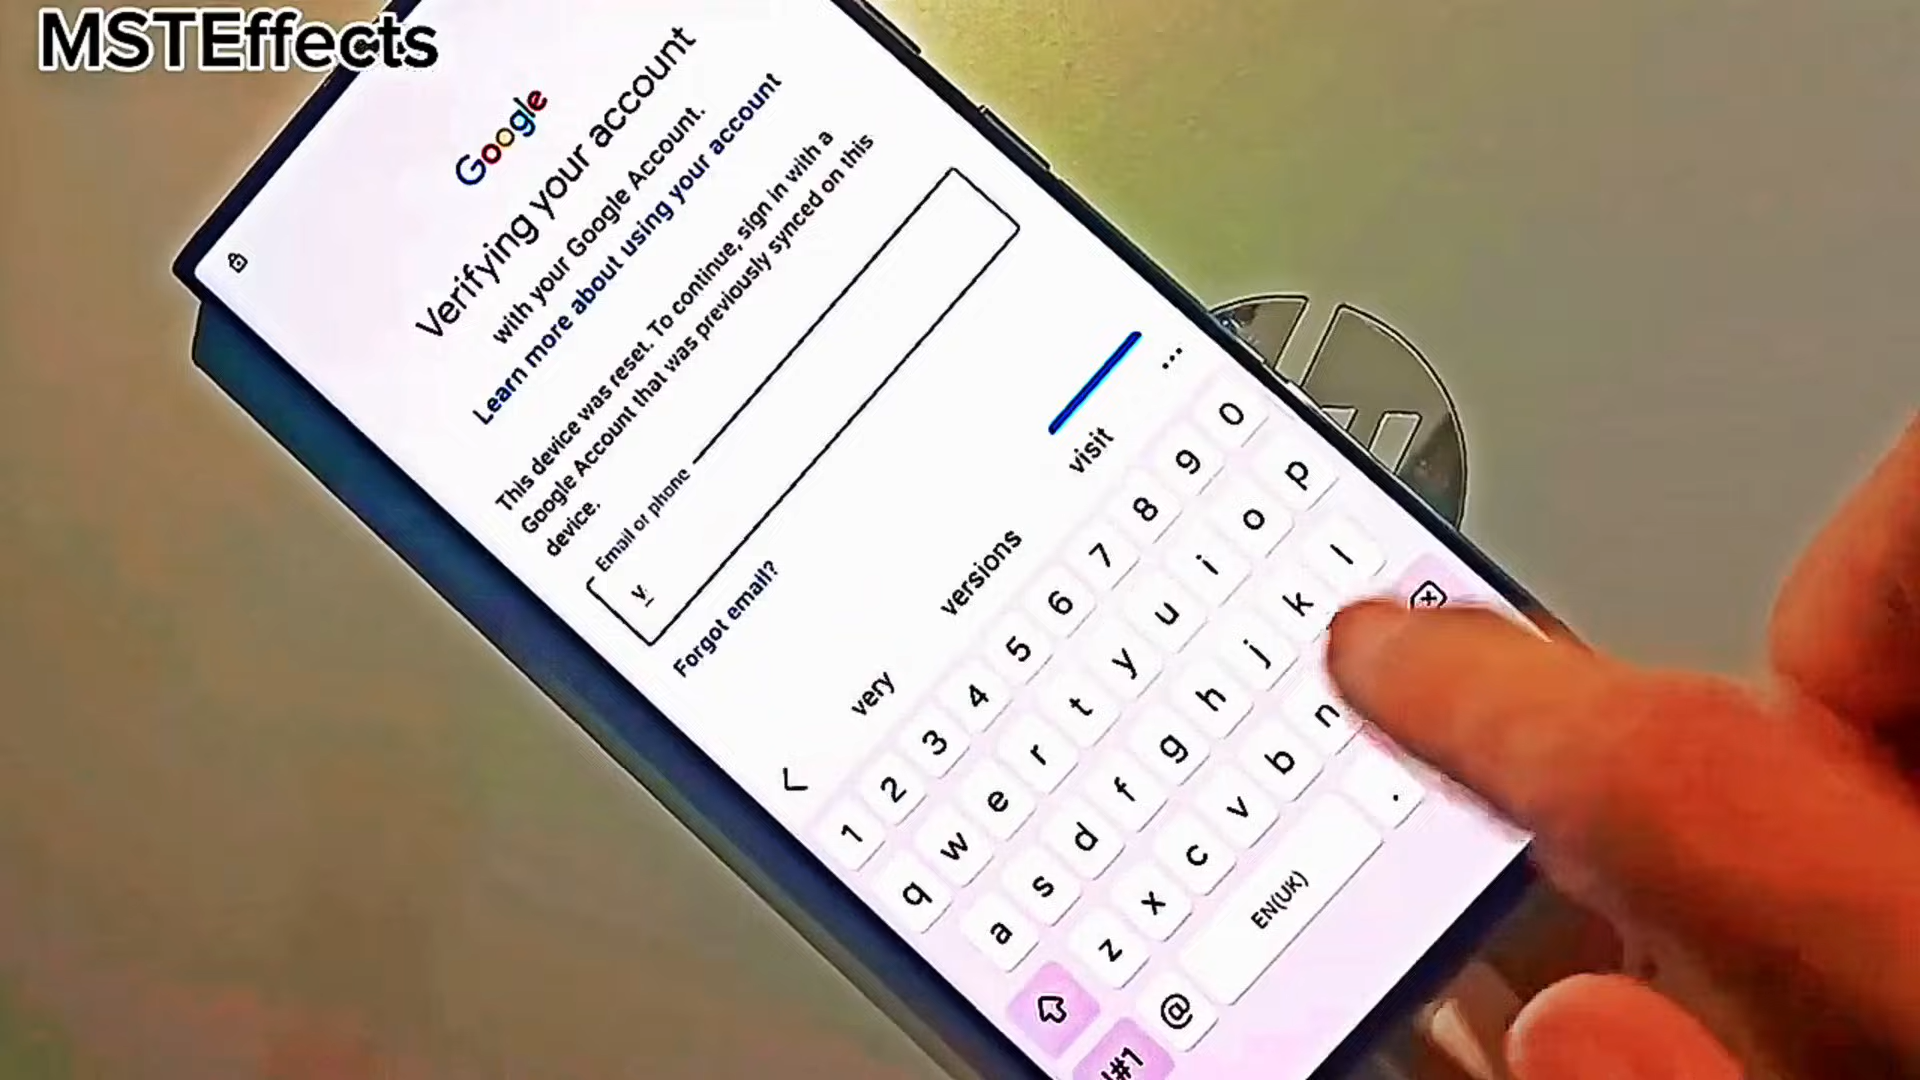 MSTEffects
Google
Verifying your account
with your Google Account.
Learn more about using your account
This device was reset. To continue, sign in with a
Google Account that was previously synced on this
device.
Email or phone
v
Forgot email?
very versions visit
1 2 3 4 5 6 7 8 9 0
q w e r t y u i o p
a s d f g h j k l
z x c v b n
!#1 @ EN(UK) .